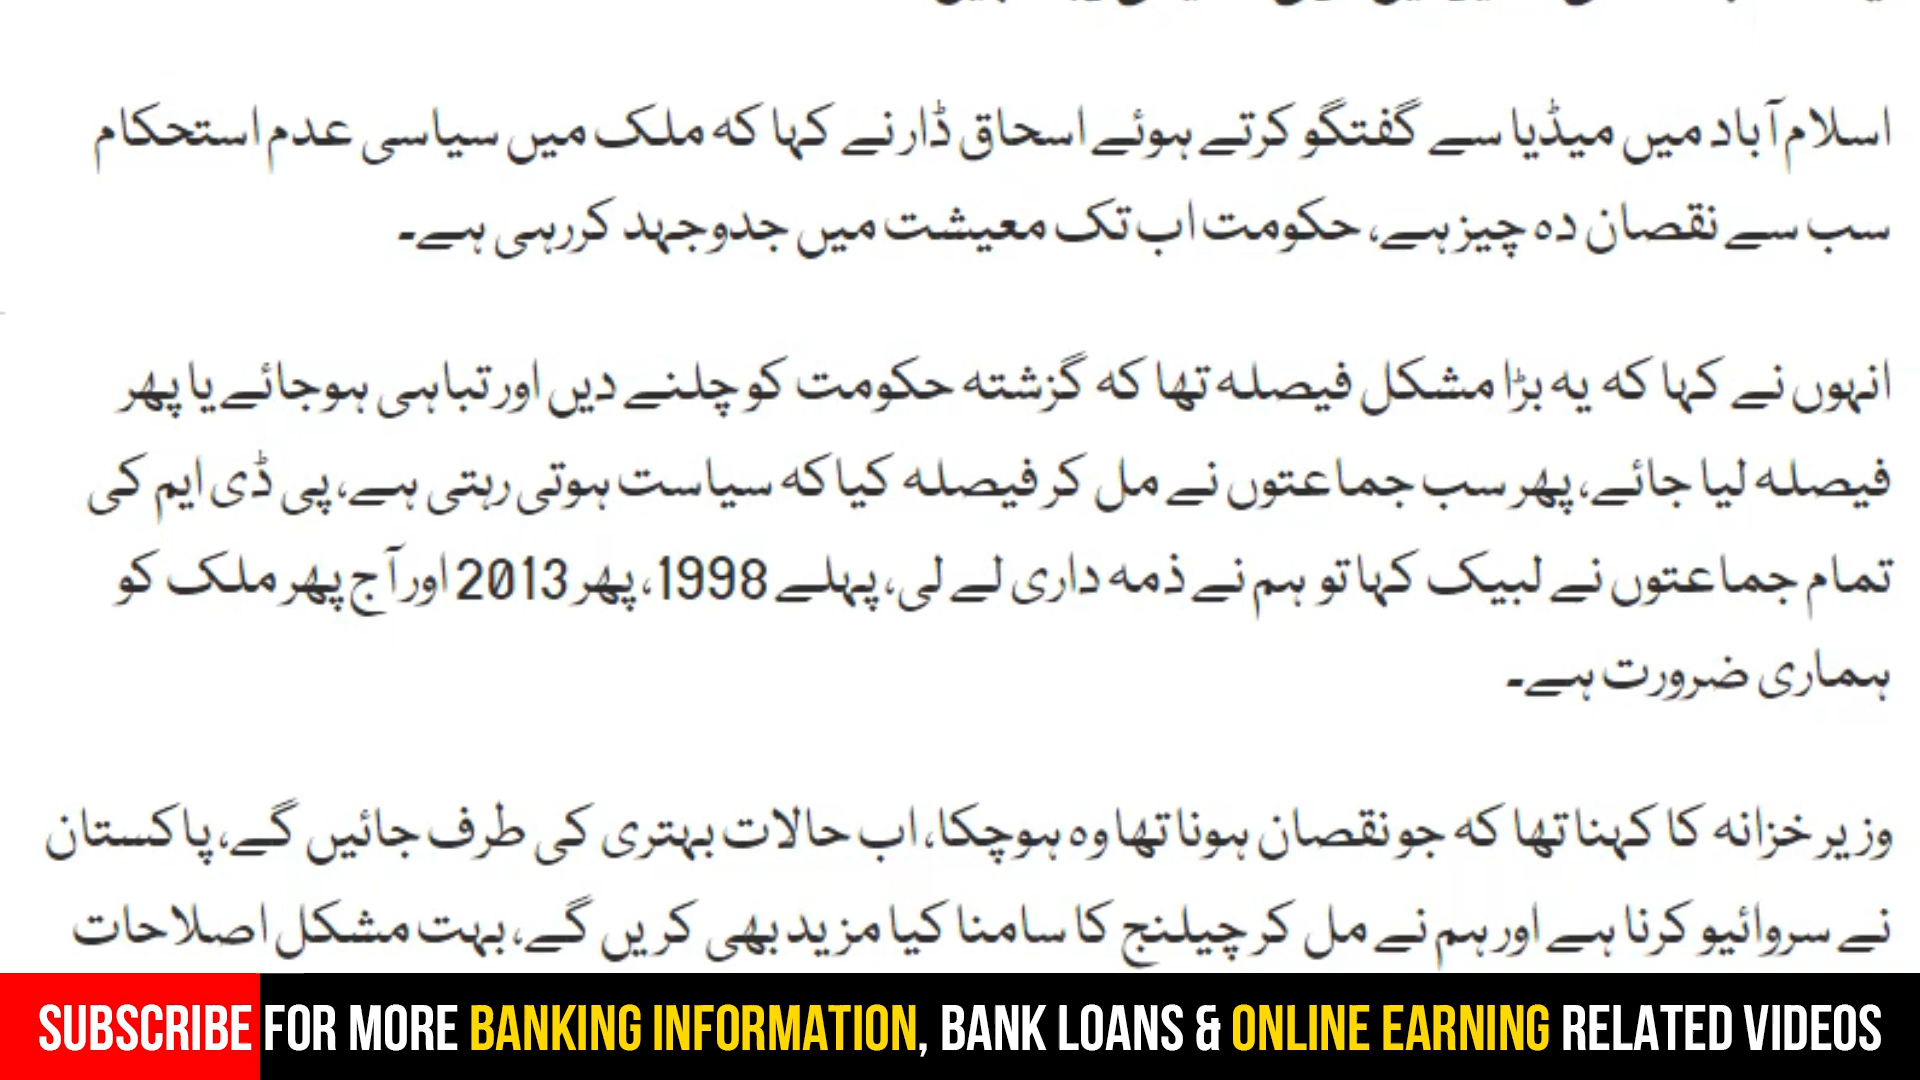 اسلام آباد میں میڈیا سے گفتگو کرتے ہوئے اسحاق ڈار نے کہا کہ ملک میں سیاسی عدم استحکام
سب سے نقصان دہ چیز ہے، حکومت اب تک معیشت میں جدوجہد کررہی ہے۔
انہوں نے کہا کہ یہ بڑا مشکل فیصلہ تھا کہ گزشتہ حکومت کو چلنے دیں اور تباہی ہوجائے یا پھر
فیصلہ لیا جائے، پھر سب جماعتوں نے مل کر فیصلہ کیا کہ سیاست ہوتی رہتی ہے، پی ڈی ایم کی
تمام جماعتوں نے لبیک کہا تو ہم نے ذمہ داری لے لی، پہلے 1998، پھر 2013 اور آج پھر ملک کو
ہماری ضرورت ہے۔
وزیر خزانہ کا کہنا تھا کہ جو نقصان ہونا تھا وہ ہوچکا، اب حالات بہتری کی طرف جائیں گے، پاکستان
نے سروائیو کرنا ہے اور ہم نے مل کر چیلنج کا سامنا کیا مزید بھی کریں گے، بہت مشکل اصلاحات
SUBSCRIBE FOR MORE BANKING INFORMATION, BANK LOANS & ONLINE EARNING RELATED VIDEOS